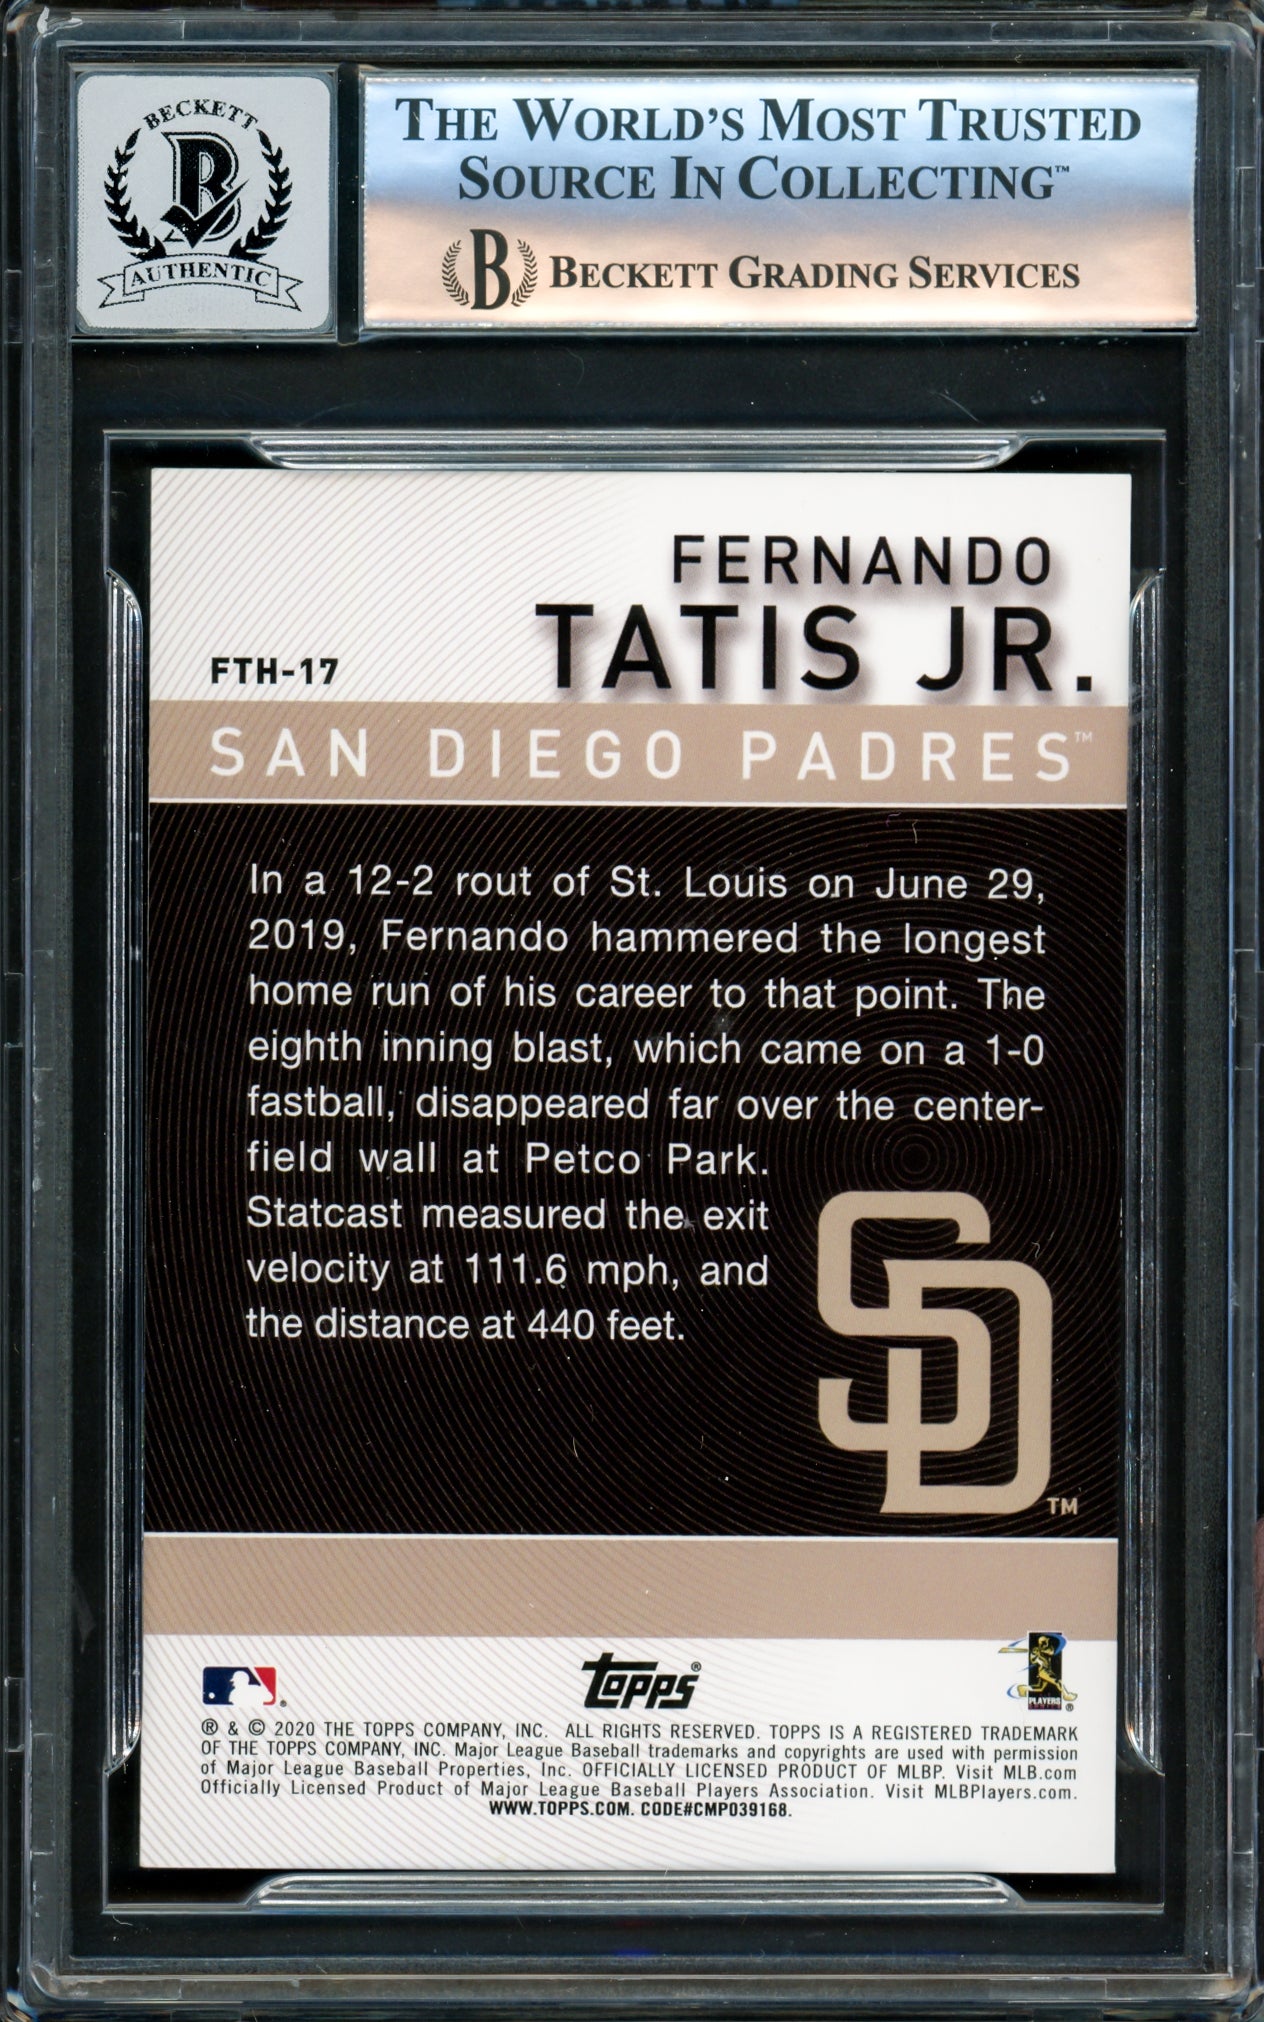 BECKETT
B
AUTHENTIC
THE WORLD'S MOST TRUSTED
SOURCE IN COLLECTING™
B BECKETT GRADING SERVICES
FERNANDO
TATIS JR.
FTH-17
SAN DIEGO PADRES™
In a 12-2 rout of St. Louis on June 29,
2019, Fernando hammered the longest
home run of his career to that point. The
eighth inning blast, which came on a 1-0
fastball, disappeared far over the center-
field wall at Petco Park.
Statcast measured the exit
velocity at 111.6 mph, and
the distance at 440 feet.
SD™
topps®
PLAYERS ®
® & © 2020 THE TOPPS COMPANY, INC. ALL RIGHTS RESERVED. TOPPS IS A REGISTERED TRADEMARK
OF THE TOPPS COMPANY, INC. Major League Baseball trademarks and copyrights are used with permission
of Major League Baseball Properties, Inc. OFFICIALLY LICENSED PRODUCT OF MLBP. Visit MLB.com
Officially Licensed Product of Major League Baseball Players Association. Visit MLBPlayers.com.
WWW.TOPPS.COM. CODE#CMP039168.